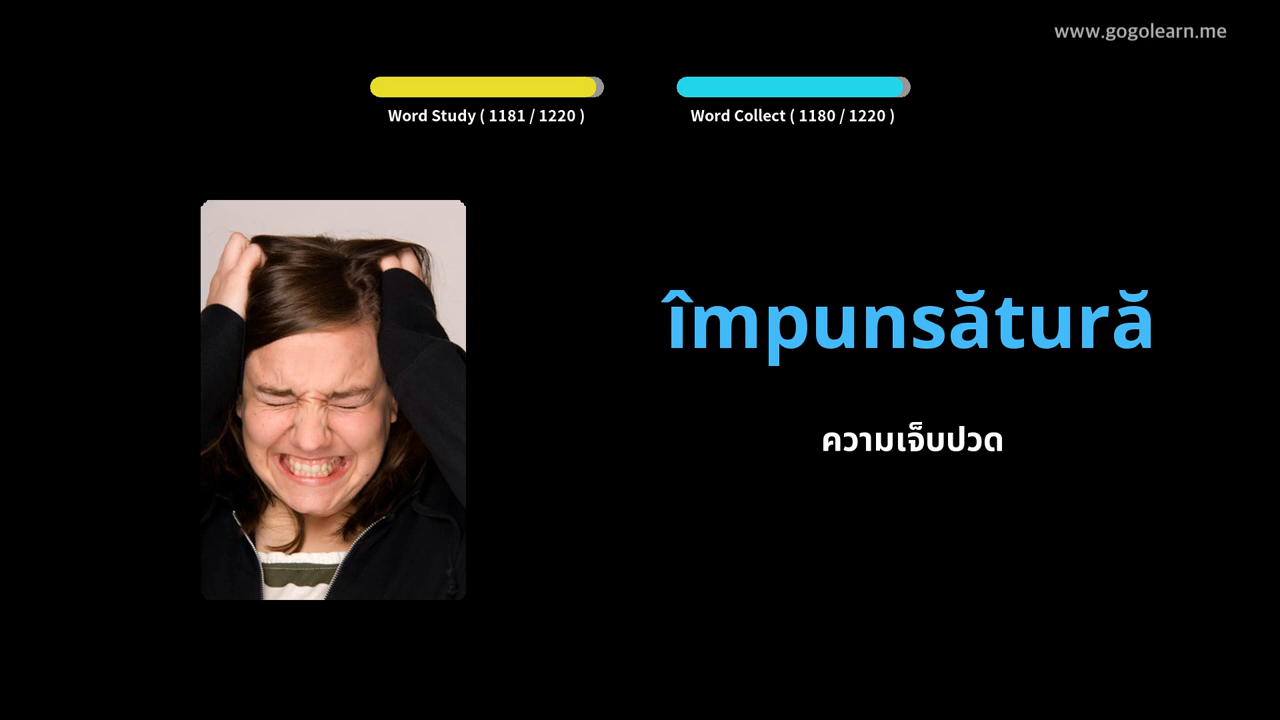 www.gogolearn.me
Word Study ( 1181 / 1220 )
Word Collect ( 1180 / 1220 )
împunsătură
ความเจ็บปวด